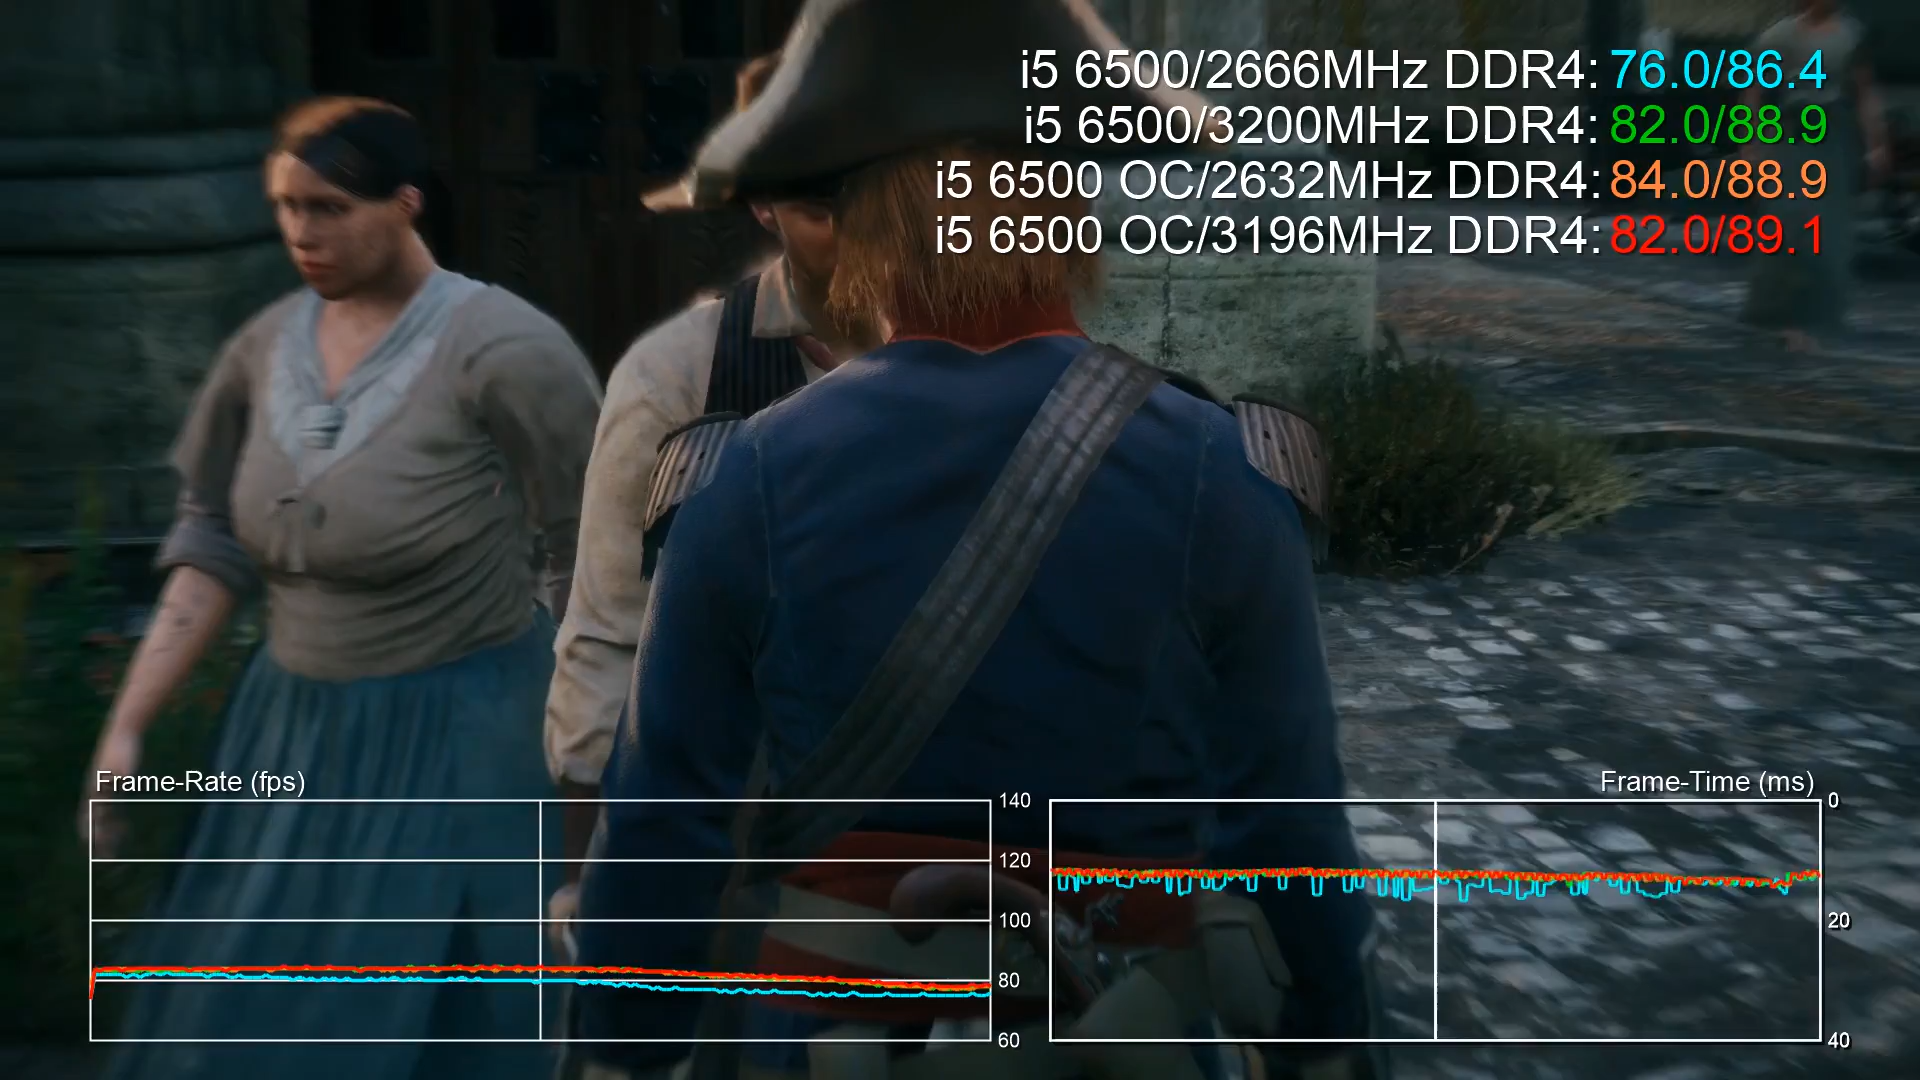 i5 6500/2666MHz DDR4: 76.0/86.4
i5 6500/3200MHz DDR4: 82.0/88.9
i5 6500 OC/2632MHz DDR4: 84.0/88.9
i5 6500 OC/3196MHz DDR4: 82.0/89.1
Frame-Rate (fps)
140
120
100
80
60
Frame-Time (ms)
0
20
40